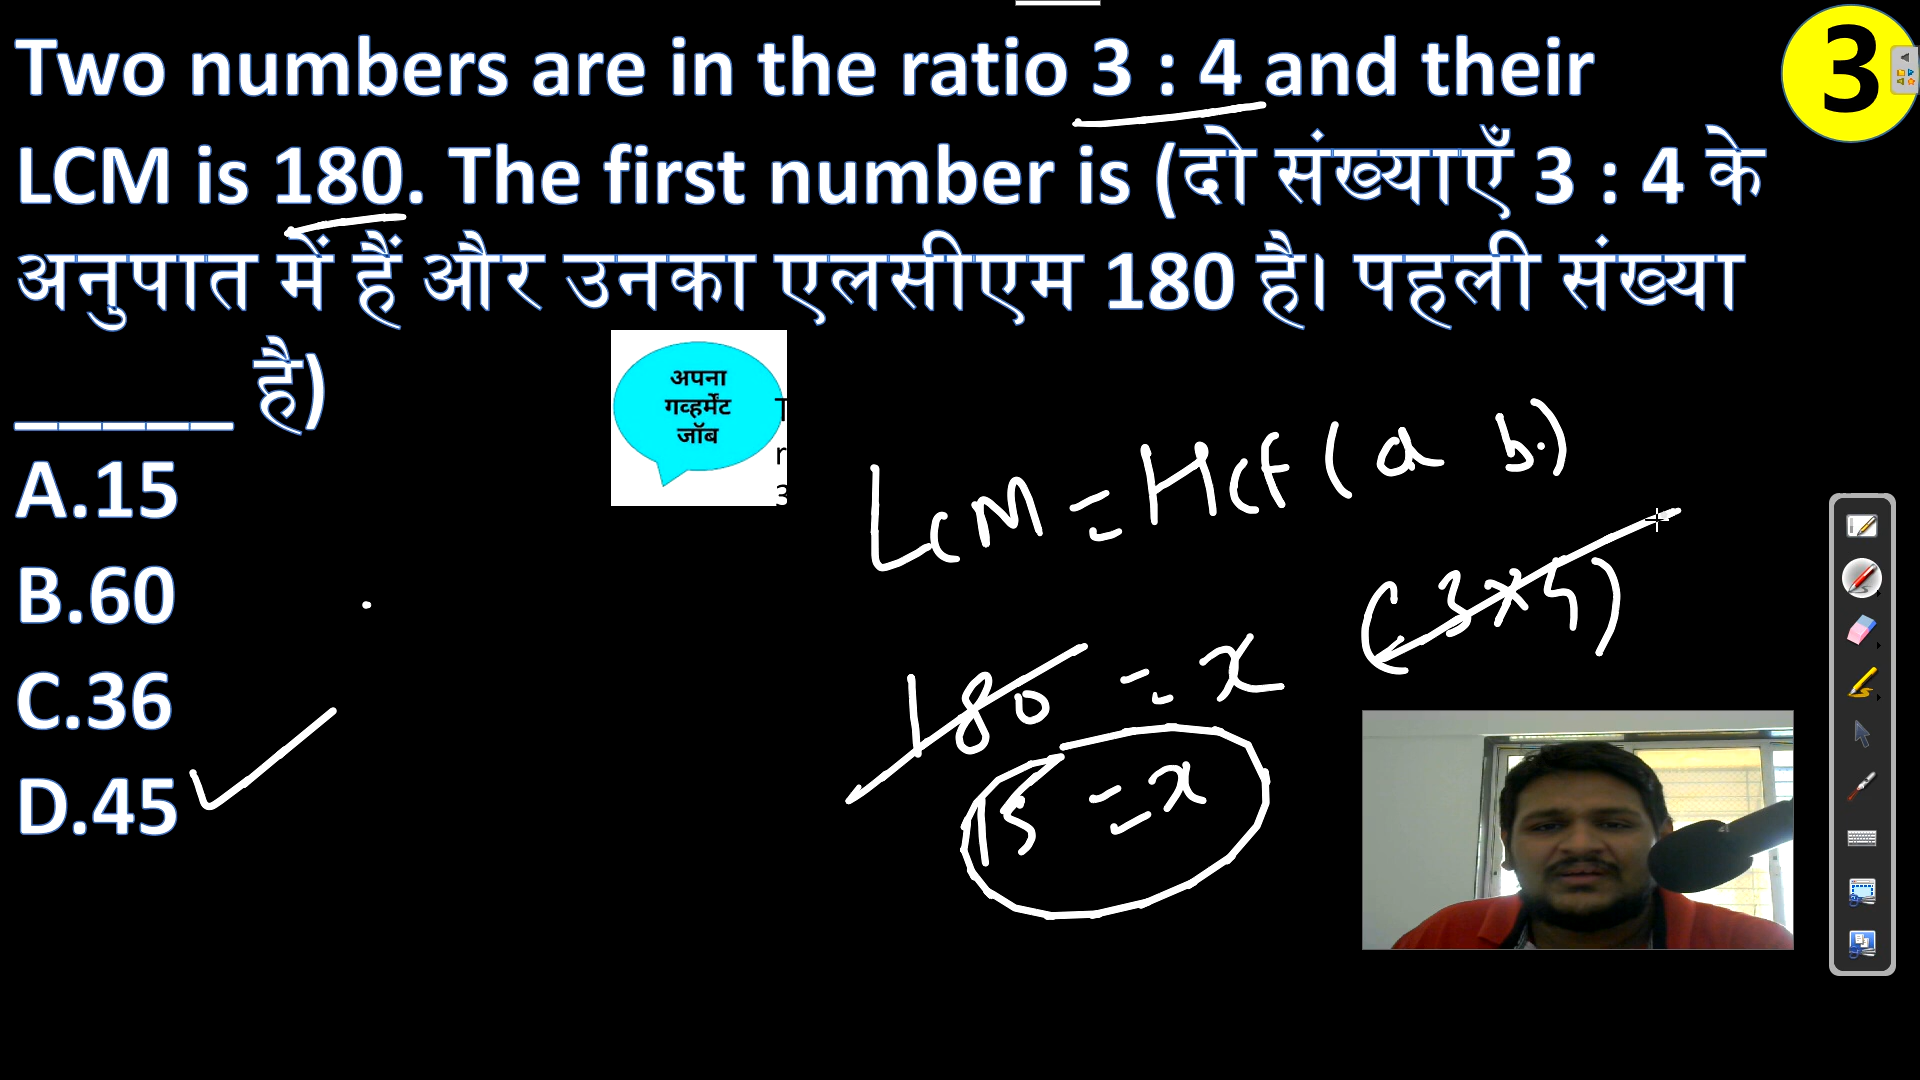 Two numbers are in the ratio 3 : 4 and their
LCM is 180. The first number is (दो संख्याएँ 3 : 4 के
अनुपात में हैं और उनका एलसीएम 180 है। पहली संख्या
______ है)
A.15
B.60
C.36
D.45
3
अपना
गव्हर्मेंट
जॉब
T
r
3
LCM = HCF (a b.)
180 = x (3×4)
15 = x